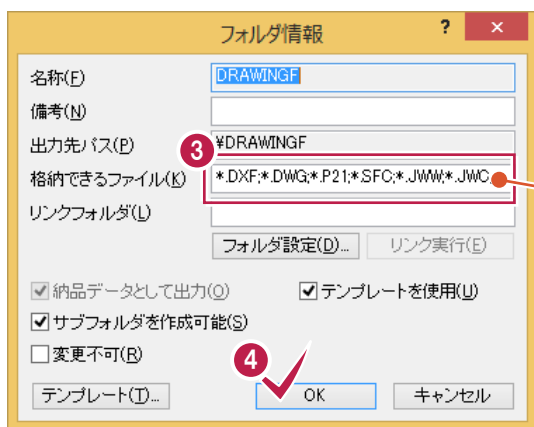 フォルダ情報 ? ×
名称(F) DRAWINGF
備考(N)
出力先パス(P) ¥DRAWINGF
3
格納できるファイル(K) *.DXF;*.DWG;*.P21;*.SFC;*.JWW;*.JWC
リンクフォルダ(L)
フォルダ設定(D)... リンク実行(E)
納品データとして出力(O) テンプレートを使用(U)
サブフォルダを作成可能(S)
変更不可(R)
4
テンプレート(T)... OK キャンセル